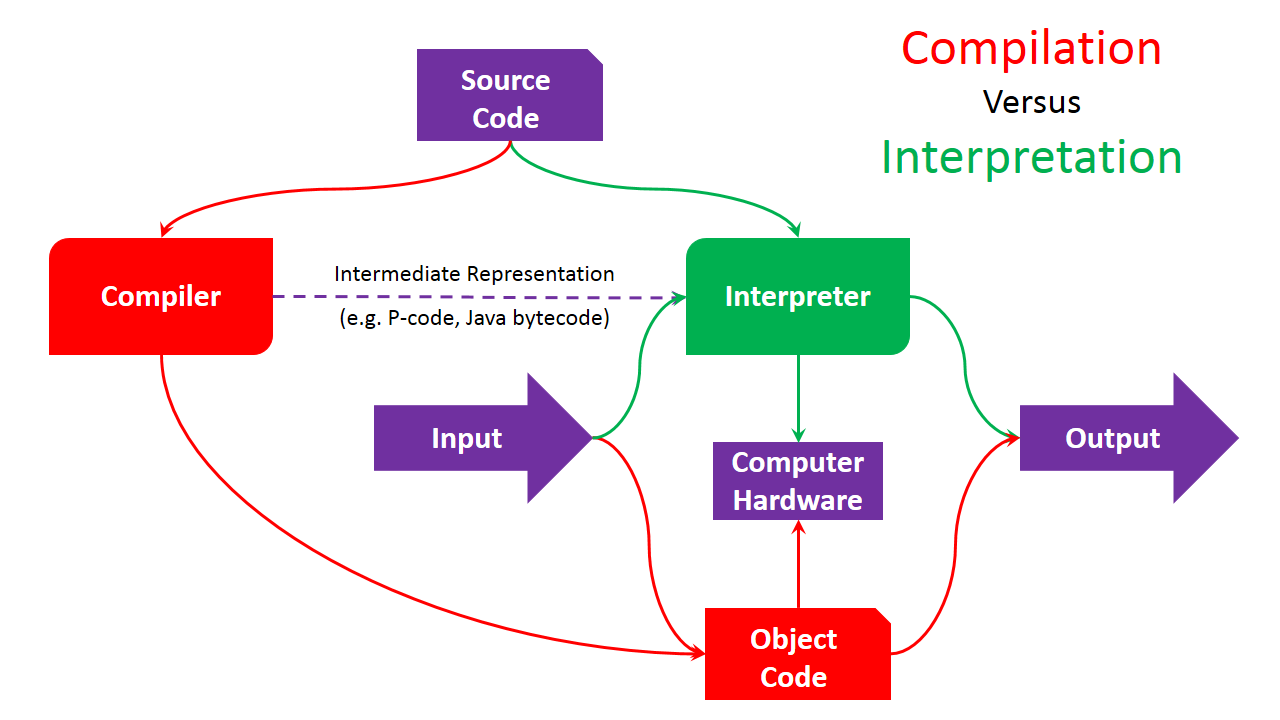 Compilation
Versus
Interpretation
Source
Code
Compiler
Intermediate Representation
(e.g. P-code, Java bytecode)
Interpreter
Input
Computer
Hardware
Output
Object
Code